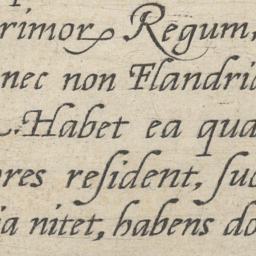 rimor Regum,
nec non Flandriæ
. Habet ea qua
res reſident, ſuc
ia nitet, habens do